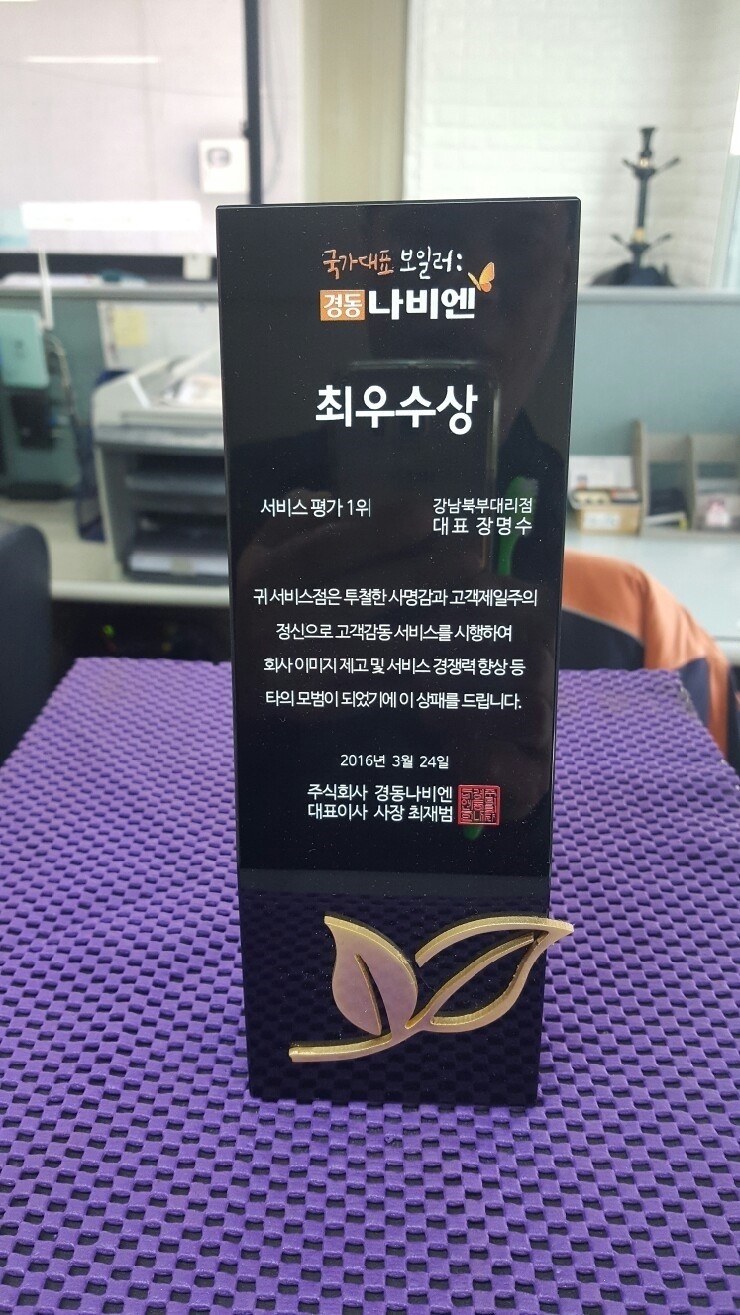 국가대표 보일러:
경동 나비엔
최우수상
서비스 평가 1위
강남북부대리점
대표 장명수
귀 서비스점은 투철한 사명감과 고객제일주의
정신으로 고객감동 서비스를 시행하여
회사 이미지 제고 및 서비스 경쟁력 향상 등
타의 모범이 되었기에 이 상패를 드립니다.
2016년 3월 24일
주식회사 경동나비엔
대표이사 사장 최재범